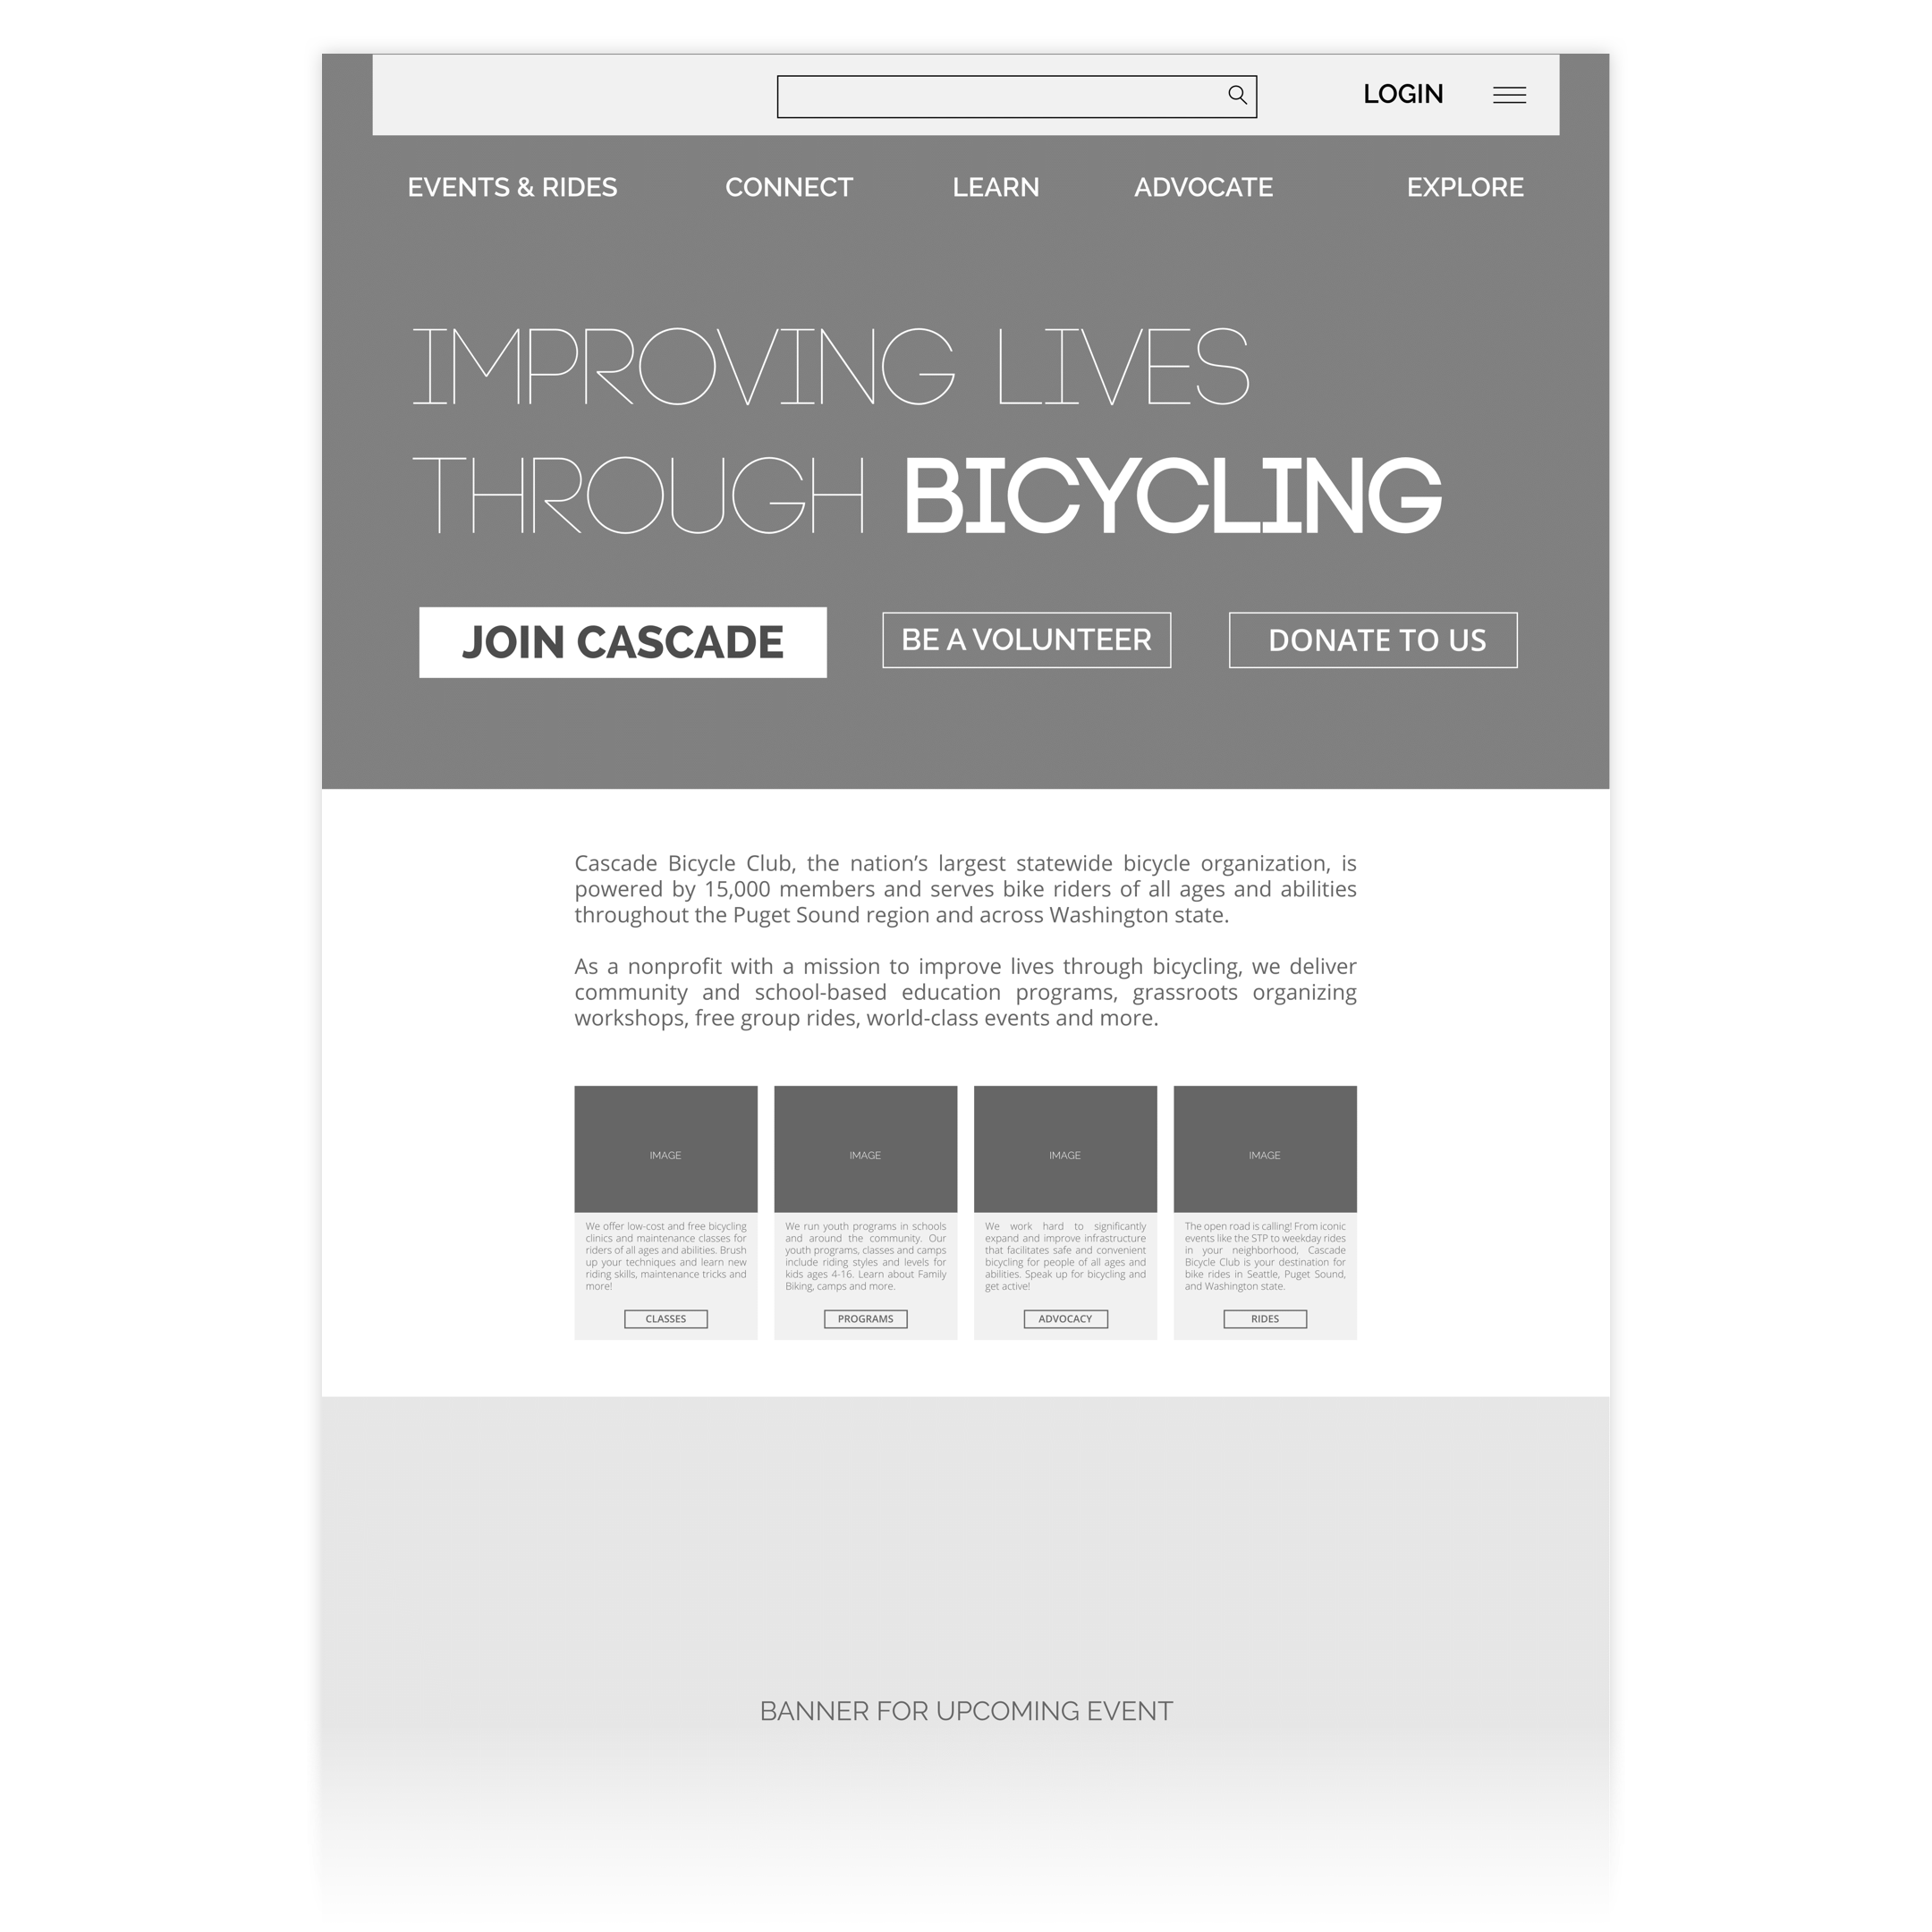 LOGIN
EVENTS & RIDES CONNECT LEARN ADVOCATE EXPLORE
IMPROVING LIVES
THROUGH BICYCLING
JOIN CASCADE BE A VOLUNTEER DONATE TO US
Cascade Bicycle Club, the nation’s largest statewide bicycle organization, is
powered by 15,000 members and serves bike riders of all ages and abilities
throughout the Puget Sound region and across Washington state.
As a nonprofit with a mission to improve lives through bicycling, we deliver
community and school-based education programs, grassroots organizing
workshops, free group rides, world-class events and more.
IMAGE
We offer low-cost and free bicycling
clinics and maintenance classes for
riders of all ages and abilities. Brush
up your techniques and learn new
riding skills, maintenance tricks and
more!
CLASSES
IMAGE
We run youth programs in schools
and around the community. Our
youth programs, classes and camps
include riding styles and levels for
kids ages 4-16. Learn about Family
Biking, camps and more.
PROGRAMS
IMAGE
We work hard to significantly
expand and improve infrastructure
that facilitates safe and convenient
bicycling for people of all ages and
abilities. Speak up for bicycling and
get active!
ADVOCACY
IMAGE
The open road is calling! From iconic
events like the STP to weekday rides
in your neighborhood, Cascade
Bicycle Club is your destination for
bike rides in Seattle, Puget Sound,
and Washington state.
RIDES
BANNER FOR UPCOMING EVENT